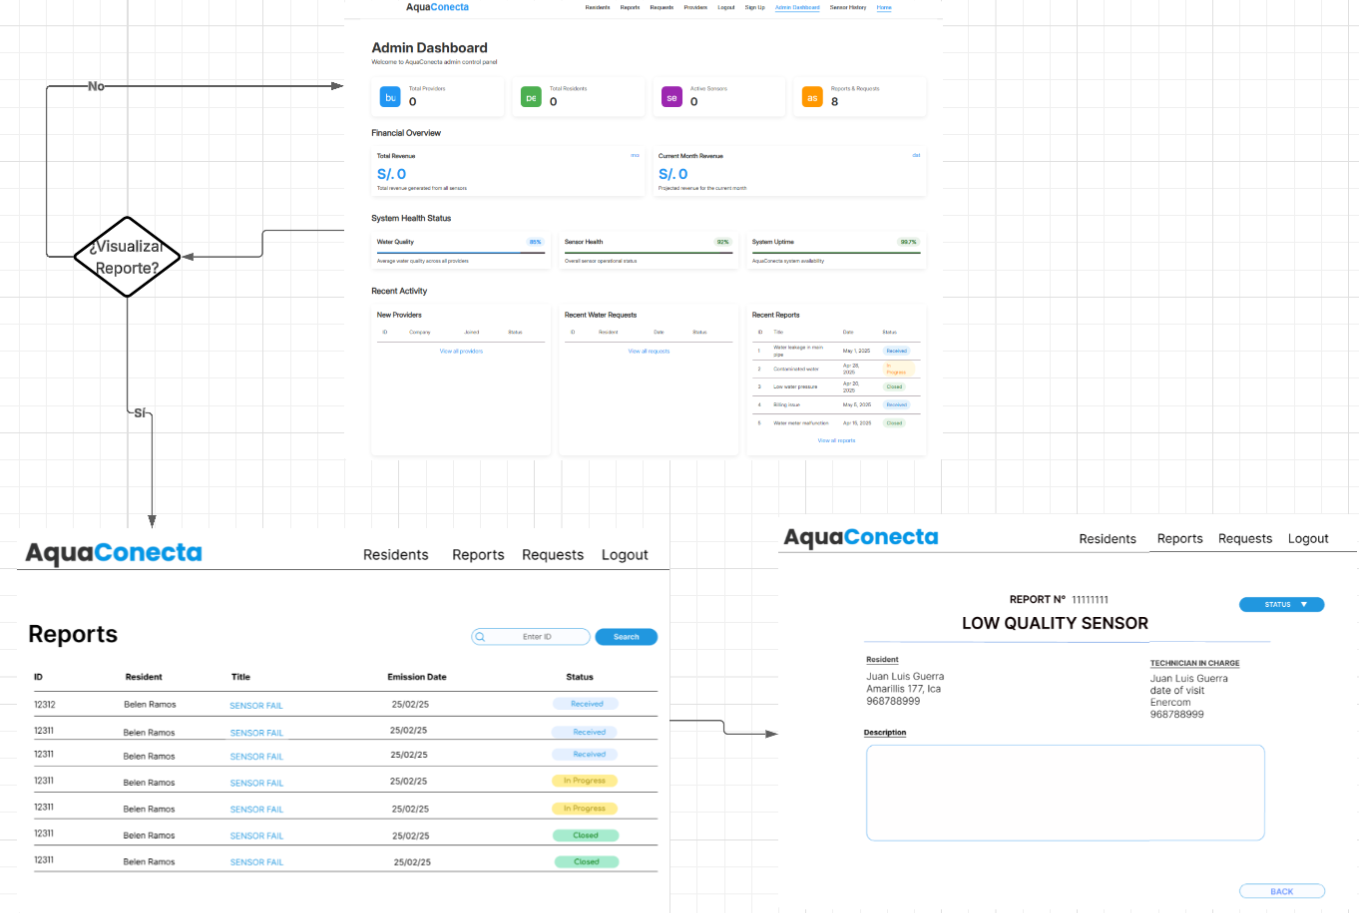 AquaConecta
Residents Reports Requests Providers Logout Sign Up Admin Dashboard Sensor History Home
Admin Dashboard
Welcome to AquaConecta admin control panel
No
bu Total Providers 0
pe Total Residents 0
se Active Sensors 0
as Reports & Requests 8
Financial Overview
Total Revenue
S/. 0
Total revenue generated from all sensors
Current Month Revenue
S/. 0
Projected revenue for the current month
System Health Status
Water Quality 85%
Average water quality across all providers
Sensor Health 92%
Overall sensor operational status
System Uptime 99.7%
AquaConecta system availability
¿Visualizar
Reporte?
Sí
Recent Activity
New Providers
ID Company Joined Status
View all providers
Recent Water Requests
ID Resident Date Status
View all requests
Recent Reports
ID Title Date Status
1 Water leakage in main pipe May 1, 2025 Received
2 Contaminated water Apr 28, 2025 In Progress
3 Low water pressure Apr 20, 2025 Closed
4 Billing issue May 5, 2025 Received
5 Water meter malfunction Apr 15, 2025 Closed
View all reports
AquaConecta
Residents Reports Requests Logout
Reports
Enter ID Search
ID Resident Title Emission Date Status
12312 Belen Ramos SENSOR FAIL 25/02/25 Received
12311 Belen Ramos SENSOR FAIL 25/02/25 Received
12311 Belen Ramos SENSOR FAIL 25/02/25 Received
12311 Belen Ramos SENSOR FAIL 25/02/25 In Progress
12311 Belen Ramos SENSOR FAIL 25/02/25 In Progress
12311 Belen Ramos SENSOR FAIL 25/02/25 Closed
12311 Belen Ramos SENSOR FAIL 25/02/25 Closed
AquaConecta
Residents Reports Requests Logout
REPORT Nº 11111111
STATUS
LOW QUALITY SENSOR
Resident
Juan Luis Guerra
Amarillis 177, Ica
968788999
TECHNICIAN IN CHARGE
Juan Luis Guerra
date of visit
Enercom
968788999
Description
BACK